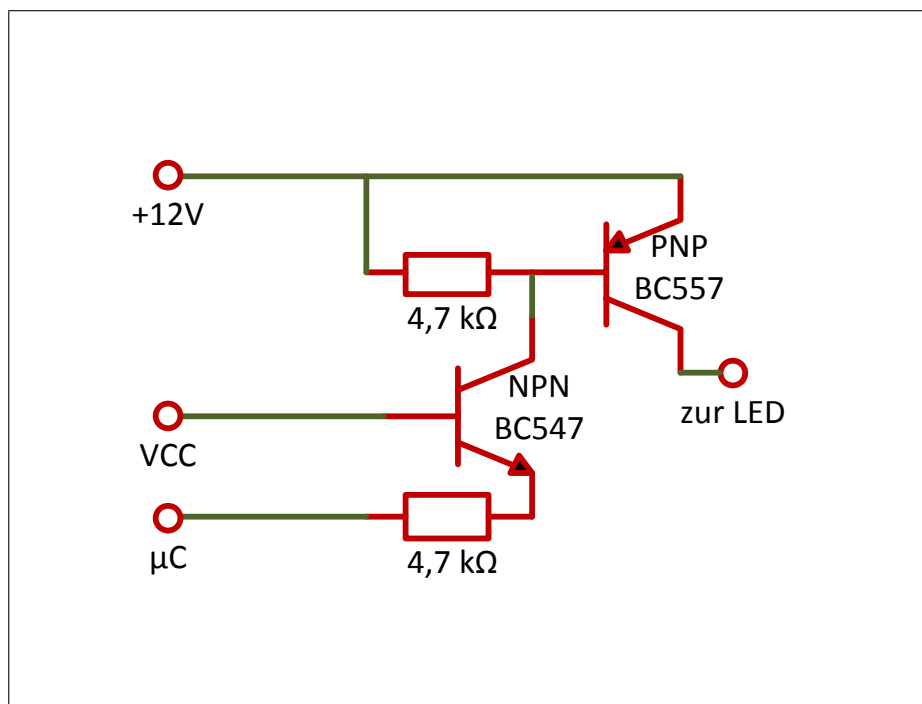 +12V
PNP
BC557
4,7 kΩ
NPN
BC547
zur LED
VCC
µC
4,7 kΩ